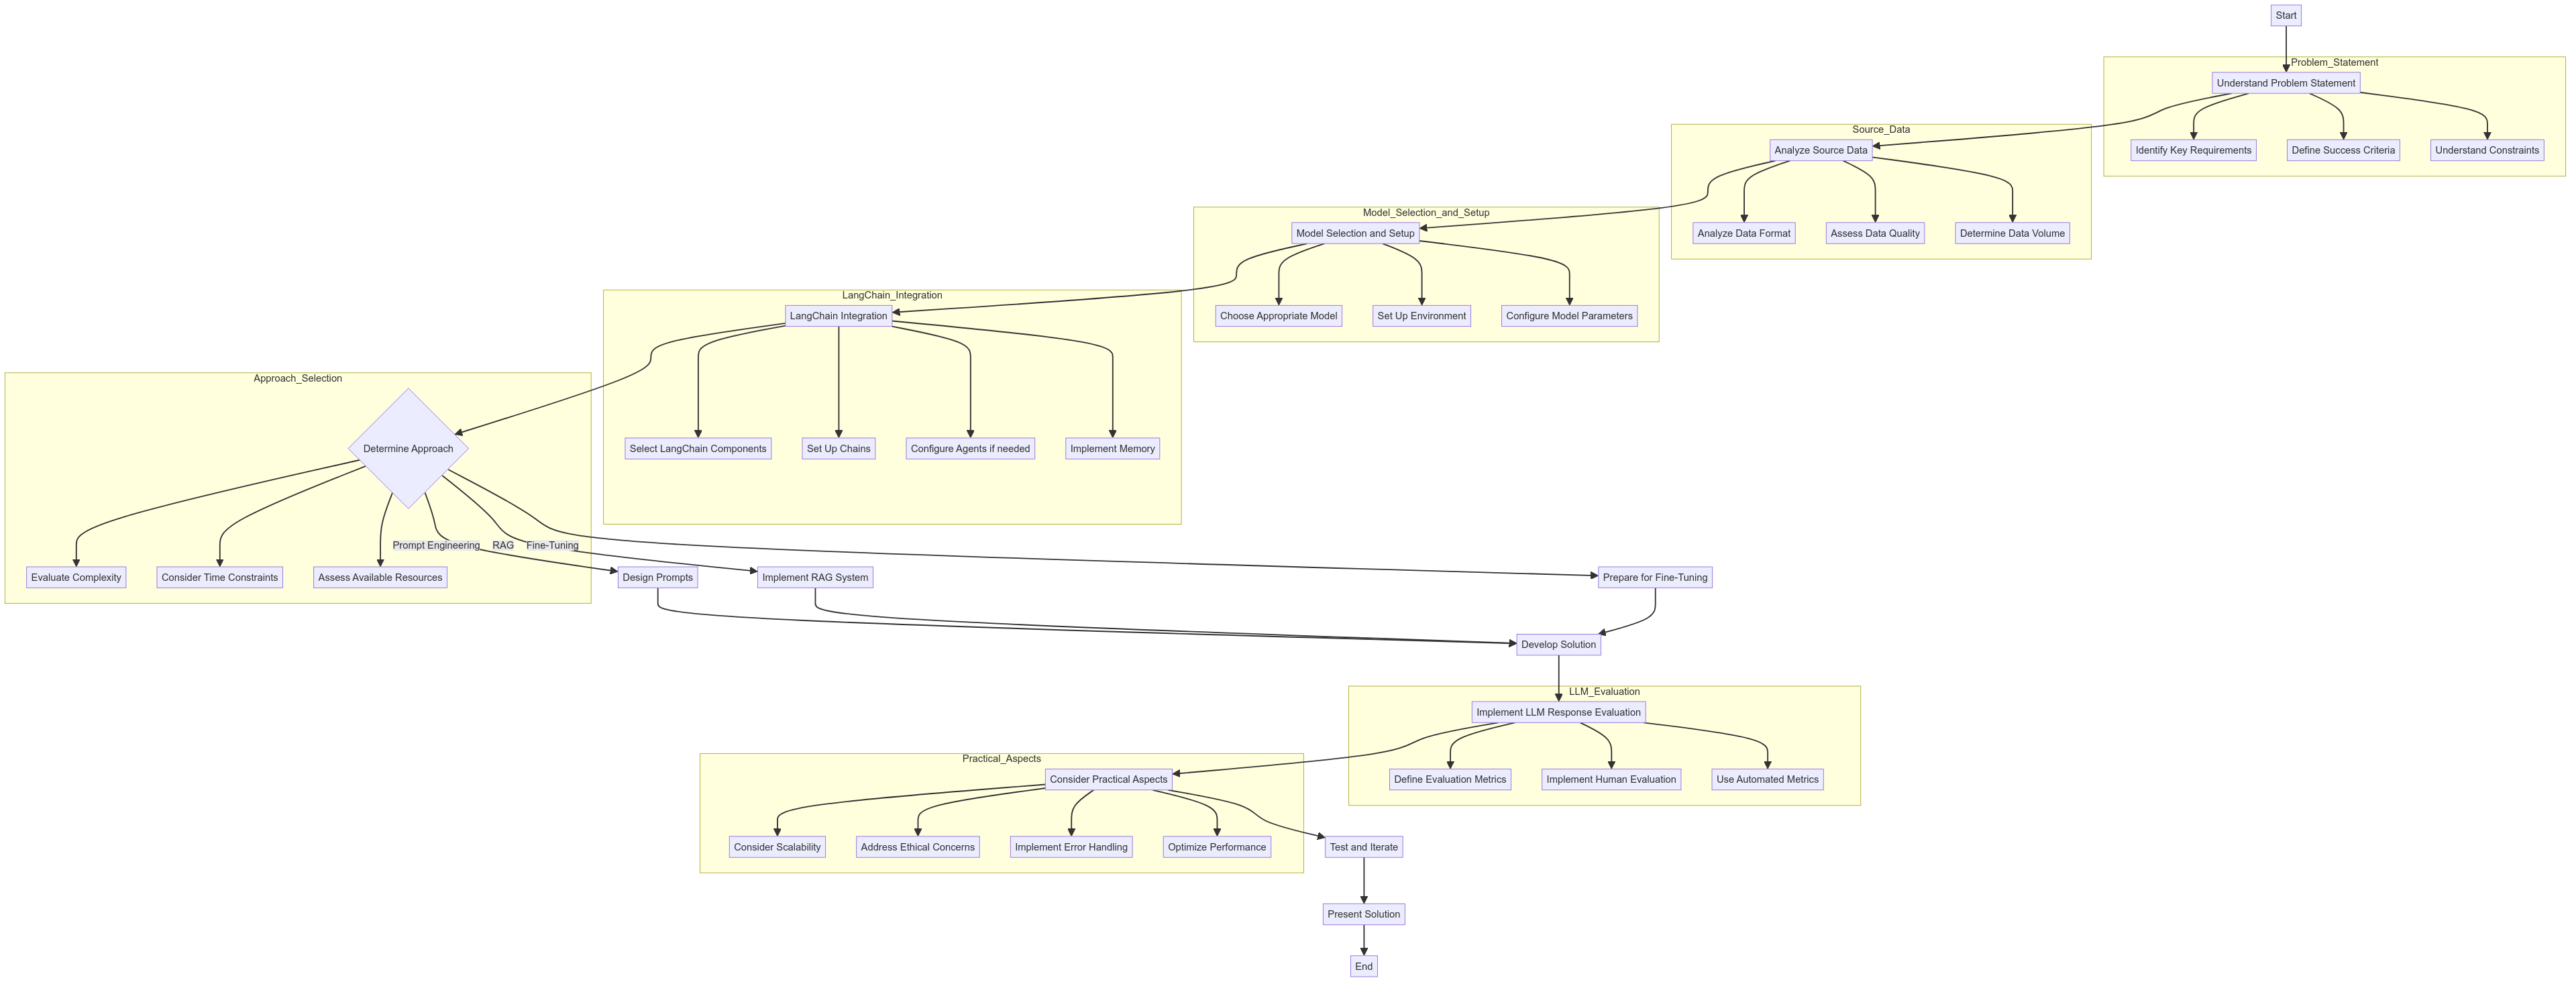 Start
Problem_Statement
Understand Problem Statement
Identify Key Requirements
Define Success Criteria
Understand Constraints
Source_Data
Analyze Source Data
Analyze Data Format
Assess Data Quality
Determine Data Volume
Model_Selection_and_Setup
Model Selection and Setup
Choose Appropriate Model
Set Up Environment
Configure Model Parameters
LangChain_Integration
LangChain Integration
Select LangChain Components
Set Up Chains
Configure Agents if needed
Implement Memory
Approach_Selection
Determine Approach
Prompt Engineering
RAG
Fine-Tuning
Evaluate Complexity
Consider Time Constraints
Assess Available Resources
Design Prompts
Implement RAG System
Prepare for Fine-Tuning
Develop Solution
LLM_Evaluation
Implement LLM Response Evaluation
Define Evaluation Metrics
Implement Human Evaluation
Use Automated Metrics
Practical_Aspects
Consider Practical Aspects
Consider Scalability
Address Ethical Concerns
Implement Error Handling
Optimize Performance
Test and Iterate
Present Solution
End